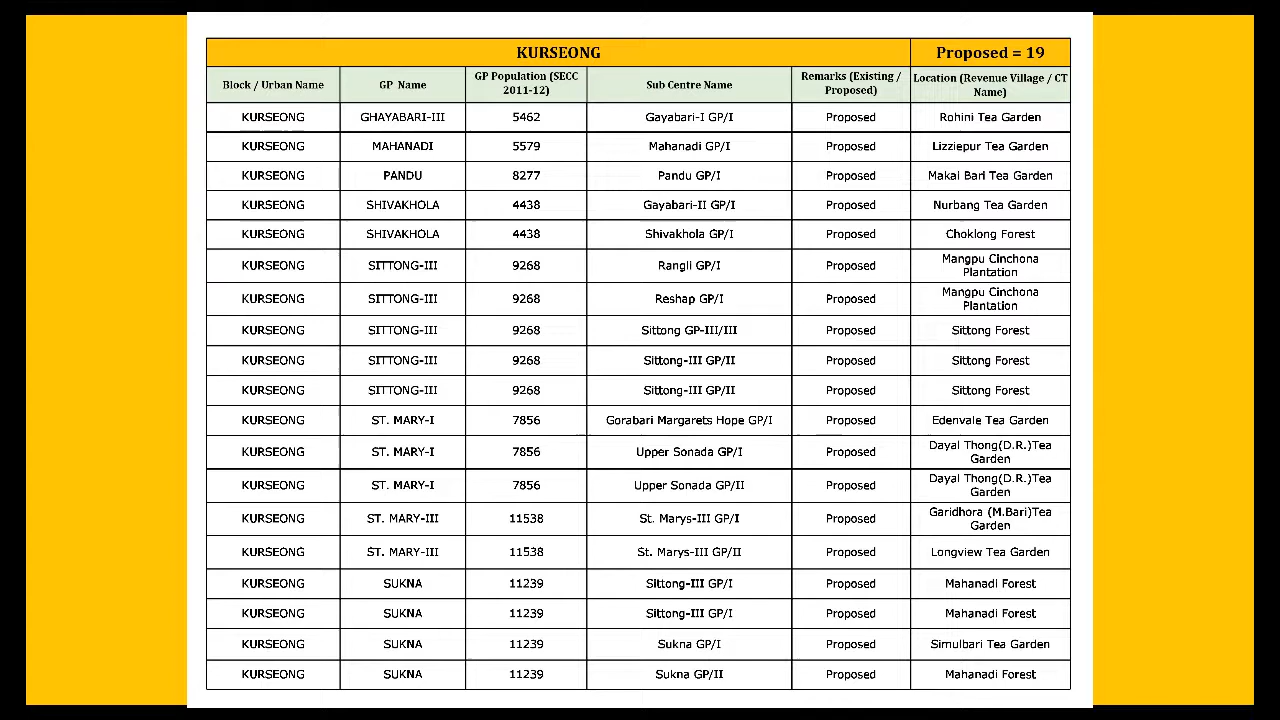 KURSEONG Proposed = 19
Block / Urban Name GP Name GP Population (SECC 2011-12) Sub Centre Name Remarks (Existing / Proposed) Location (Revenue Village / CT Name)
KURSEONG GHAYABARI-III 5462 Gayabari-I GP/I Proposed Rohini Tea Garden
KURSEONG MAHANADI 5579 Mahanadi GP/I Proposed Lizziepur Tea Garden
KURSEONG PANDU 8277 Pandu GP/I Proposed Makai Bari Tea Garden
KURSEONG SHIVAKHOLA 4438 Gayabari-II GP/I Proposed Nurbang Tea Garden
KURSEONG SHIVAKHOLA 4438 Shivakhola GP/I Proposed Choklong Forest
KURSEONG SITTONG-III 9268 Rangli GP/I Proposed Mangpu Cinchona Plantation
KURSEONG SITTONG-III 9268 Reshap GP/I Proposed Mangpu Cinchona Plantation
KURSEONG SITTONG-III 9268 Sittong GP-III/III Proposed Sittong Forest
KURSEONG SITTONG-III 9268 Sittong-III GP/II Proposed Sittong Forest
KURSEONG SITTONG-III 9268 Sittong-III GP/II Proposed Sittong Forest
KURSEONG ST. MARY-I 7856 Gorabari Margarets Hope GP/I Proposed Edenvale Tea Garden
KURSEONG ST. MARY-I 7856 Upper Sonada GP/I Proposed Dayal Thong(D.R.)Tea Garden
KURSEONG ST. MARY-I 7856 Upper Sonada GP/II Proposed Dayal Thong(D.R.)Tea Garden
KURSEONG ST. MARY-III 11538 St. Marys-III GP/I Proposed Garidhora (M.Bari)Tea Garden
KURSEONG ST. MARY-III 11538 St. Marys-III GP/II Proposed Longview Tea Garden
KURSEONG SUKNA 11239 Sittong-III GP/I Proposed Mahanadi Forest
KURSEONG SUKNA 11239 Sittong-III GP/I Proposed Mahanadi Forest
KURSEONG SUKNA 11239 Sukna GP/I Proposed Simulbari Tea Garden
KURSEONG SUKNA 11239 Sukna GP/II Proposed Mahanadi Forest